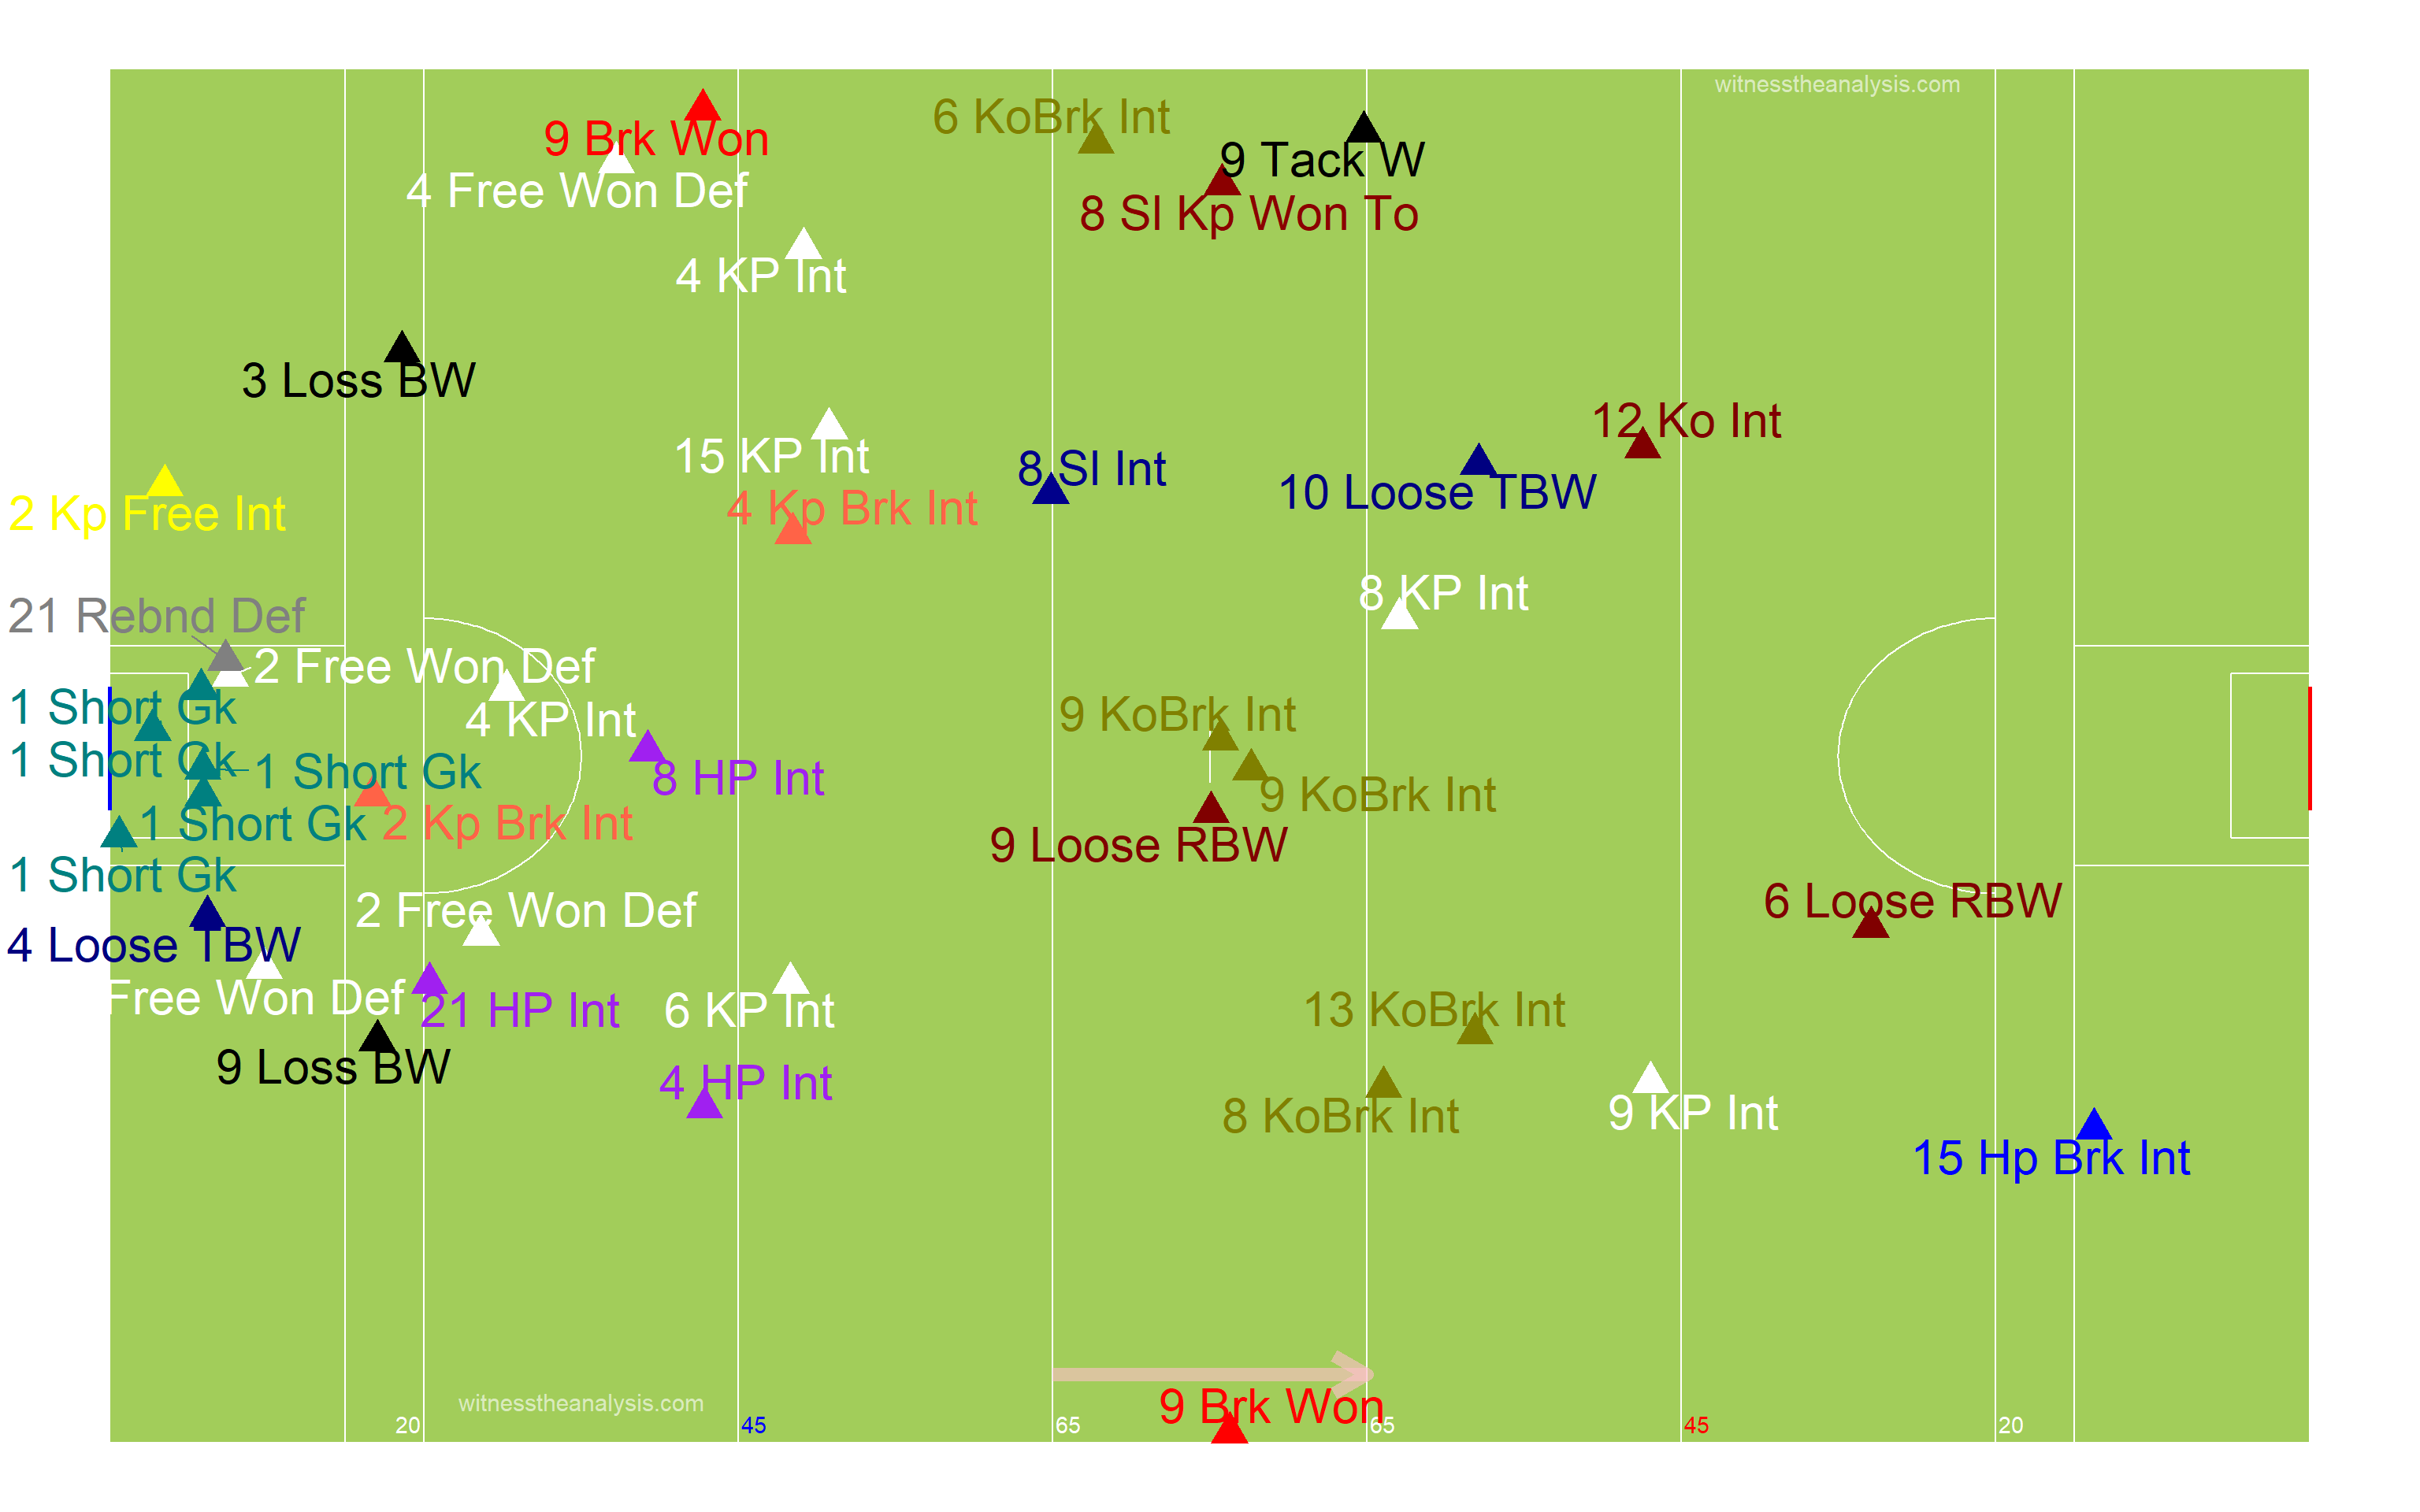 witnesstheanalysis.com
6 KoBrk Int
9 Brk Won
9 Tack W
4 Free Won Def
8 Sl Kp Won To
4 KP Int
3 Loss BW
12 Ko Int
15 KP Int
8 Sl Int
10 Loose TBW
2 Kp Free Int
4 Kp Brk Int
8 KP Int
21 Rebnd Def
2 Free Won Def
1 Short Gk
4 KP Int
9 KoBrk Int
1 Short Gk
1 Short Gk
8 HP Int
9 KoBrk Int
1 Short Gk
2 Kp Brk Int
9 Loose RBW
1 Short Gk
6 Loose RBW
2 Free Won Def
4 Loose TBW
Free Won Def
21 HP Int
6 KP Int
13 KoBrk Int
9 Loss BW
4 HP Int
8 KoBrk Int
9 KP Int
15 Hp Brk Int
witnesstheanalysis.com
9 Brk Won
20
45
65
65
45
20